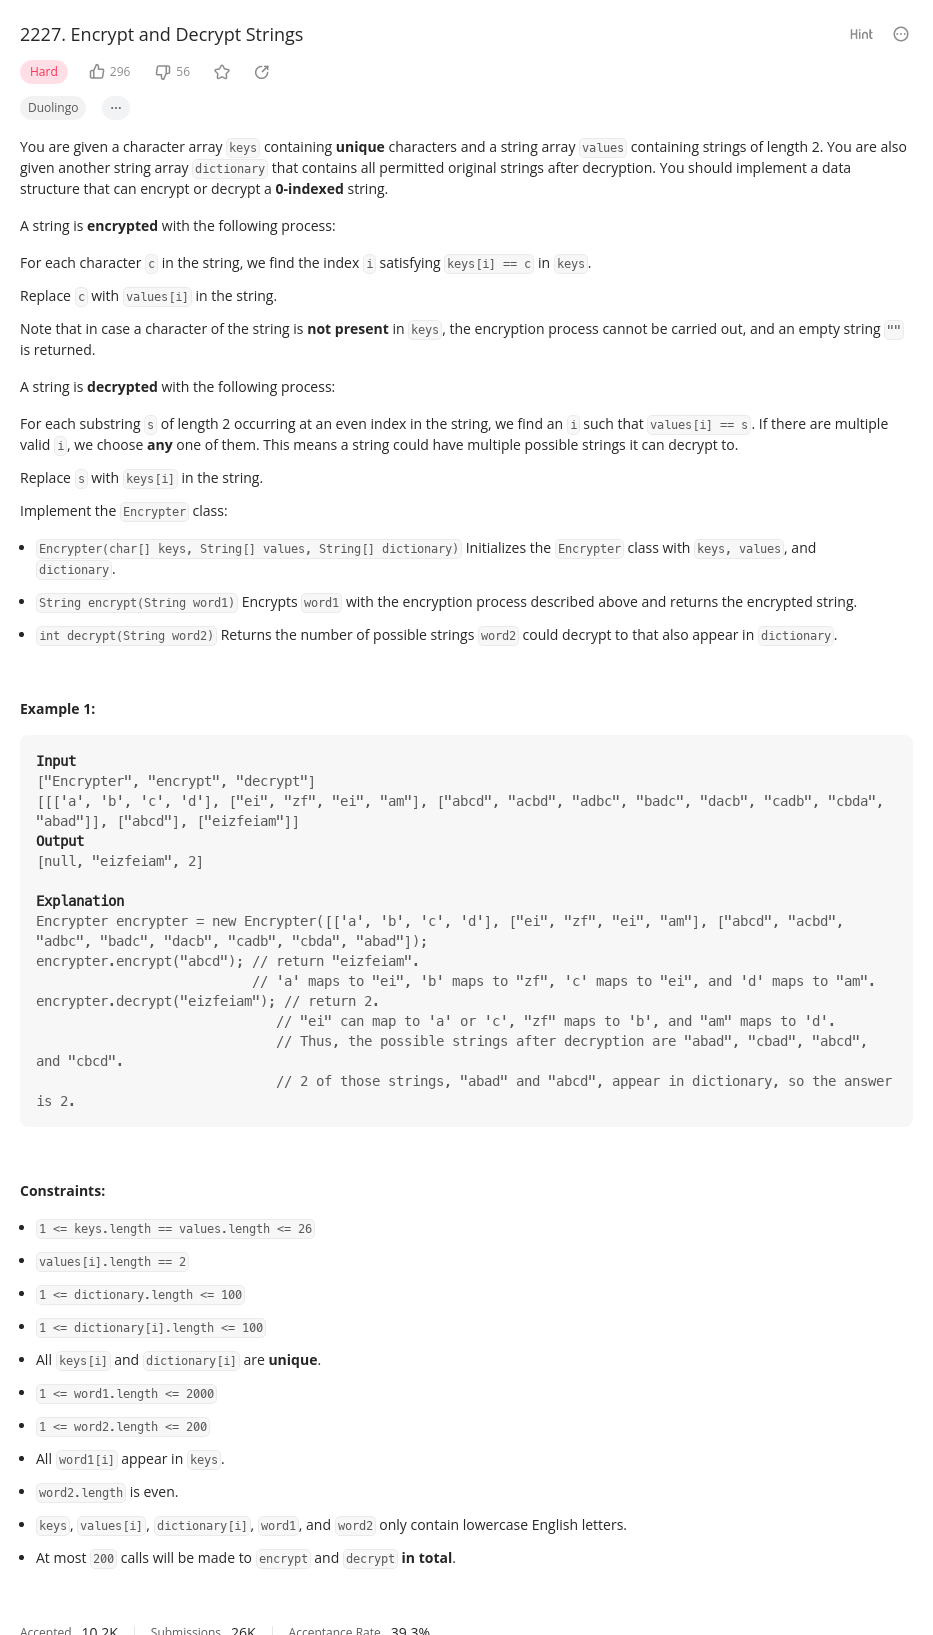 2227. Encrypt and Decrypt Strings
Hint
Hard
296
56
Duolingo
...
You are given a character array keys containing unique characters and a string array values containing strings of length 2. You are also
given another string array dictionary that contains all permitted original strings after decryption. You should implement a data
structure that can encrypt or decrypt a 0-indexed string.
A string is encrypted with the following process:
For each character c in the string, we find the index i satisfying keys[i] == c in keys.
Replace c with values[i] in the string.
Note that in case a character of the string is not present in keys, the encryption process cannot be carried out, and an empty string ""
is returned.
A string is decrypted with the following process:
For each substring s of length 2 occurring at an even index in the string, we find an i such that values[i] == s. If there are multiple
valid i, we choose any one of them. This means a string could have multiple possible strings it can decrypt to.
Replace s with keys[i] in the string.
Implement the Encrypter class:
Encrypter(char[] keys, String[] values, String[] dictionary) Initializes the Encrypter class with keys, values, and
dictionary.
String encrypt(String word1) Encrypts word1 with the encryption process described above and returns the encrypted string.
int decrypt(String word2) Returns the number of possible strings word2 could decrypt to that also appear in dictionary.
Example 1:
Input
["Encrypter", "encrypt", "decrypt"]
[[['a', 'b', 'c', 'd'], ["ei", "zf", "ei", "am"], ["abcd", "acbd", "adbc", "badc", "dacb", "cadb", "cbda",
"abad"]], ["abcd"], ["eizfeiam"]]
Output
[null, "eizfeiam", 2]
Explanation
Encrypter encrypter = new Encrypter([['a', 'b', 'c', 'd'], ["ei", "zf", "ei", "am"], ["abcd", "acbd",
"adbc", "badc", "dacb", "cadb", "cbda", "abad"]);
encrypter.encrypt("abcd"); // return "eizfeiam".
// 'a' maps to "ei", 'b' maps to "zf", 'c' maps to "ei", and 'd' maps to "am".
encrypter.decrypt("eizfeiam"); // return 2.
// "ei" can map to 'a' or 'c', "zf" maps to 'b', and "am" maps to 'd'.
// Thus, the possible strings after decryption are "abad", "cbad", "abcd",
and "cbcd".
// 2 of those strings, "abad" and "abcd", appear in dictionary, so the answer
is 2.
Constraints:
1 <= keys.length == values.length <= 26
values[i].length == 2
1 <= dictionary.length <= 100
1 <= dictionary[i].length <= 100
All keys[i] and dictionary[i] are unique.
1 <= word1.length <= 2000
1 <= word2.length <= 200
All word1[i] appear in keys.
word2.length is even.
keys, values[i], dictionary[i], word1, and word2 only contain lowercase English letters.
At most 200 calls will be made to encrypt and decrypt in total.
Accepted 10.2K Submissions 26K Acceptance Rate 39.3%